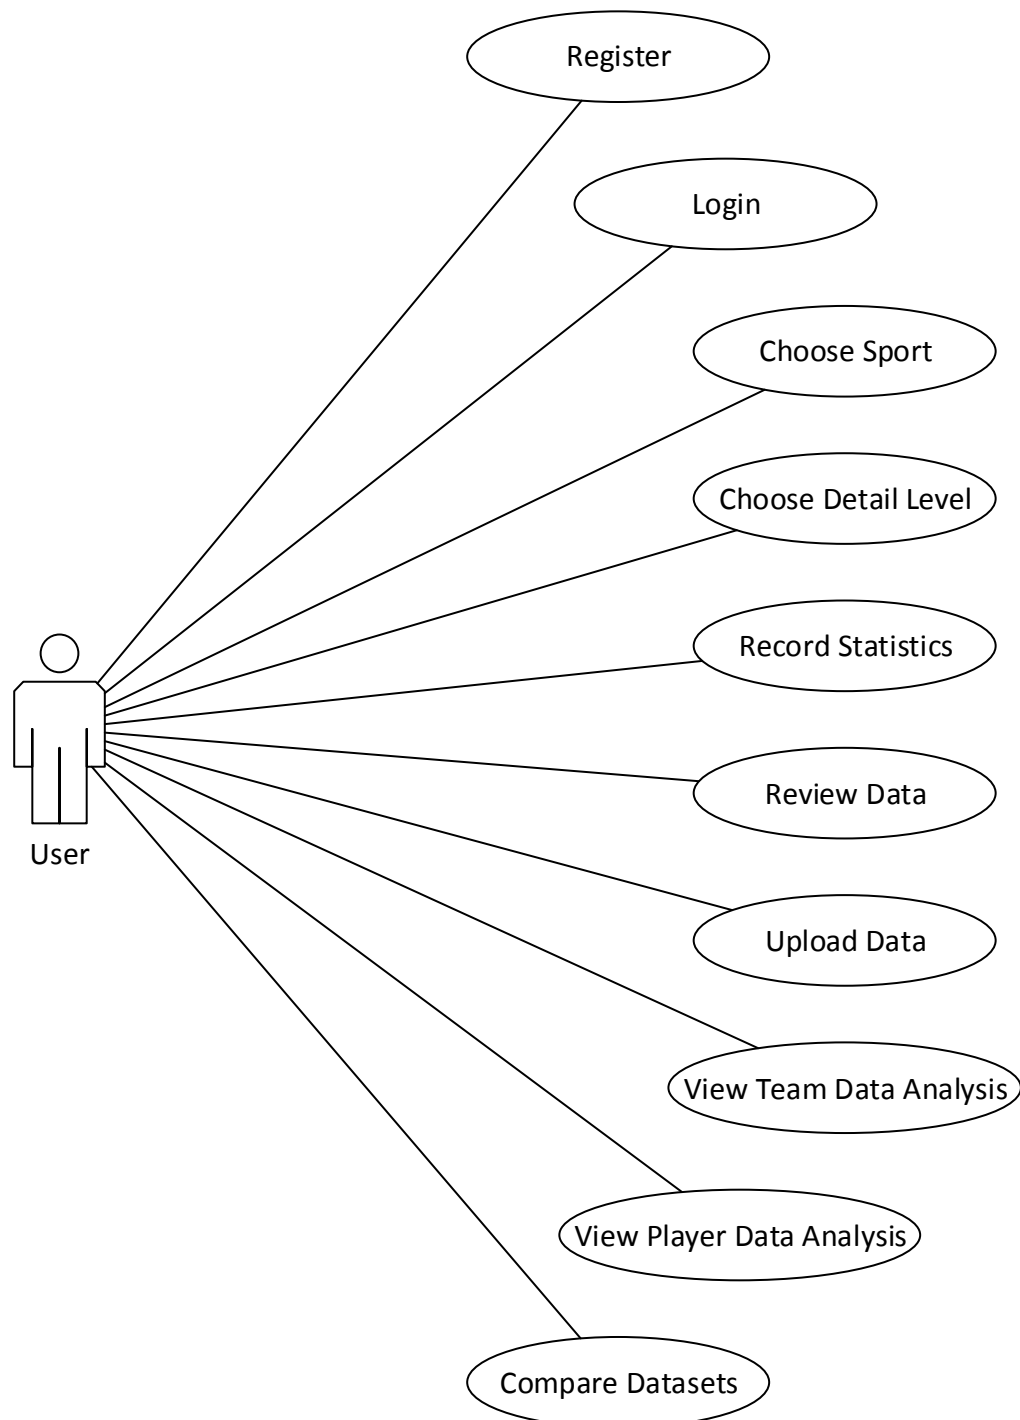 Register
Login
Choose Sport
Choose Detail Level
Record Statistics
Review Data
User
Upload Data
View Team Data Analysis
View Player Data Analysis
Compare Datasets